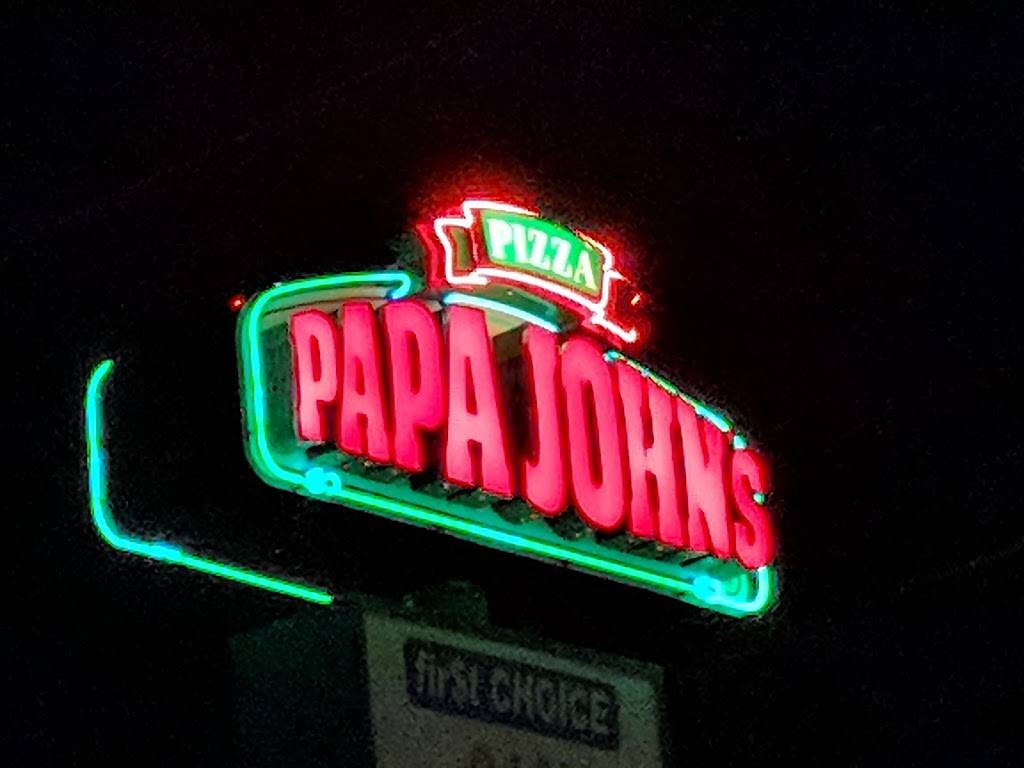 PIZZA
PAPA JOHNS
first CHOICE